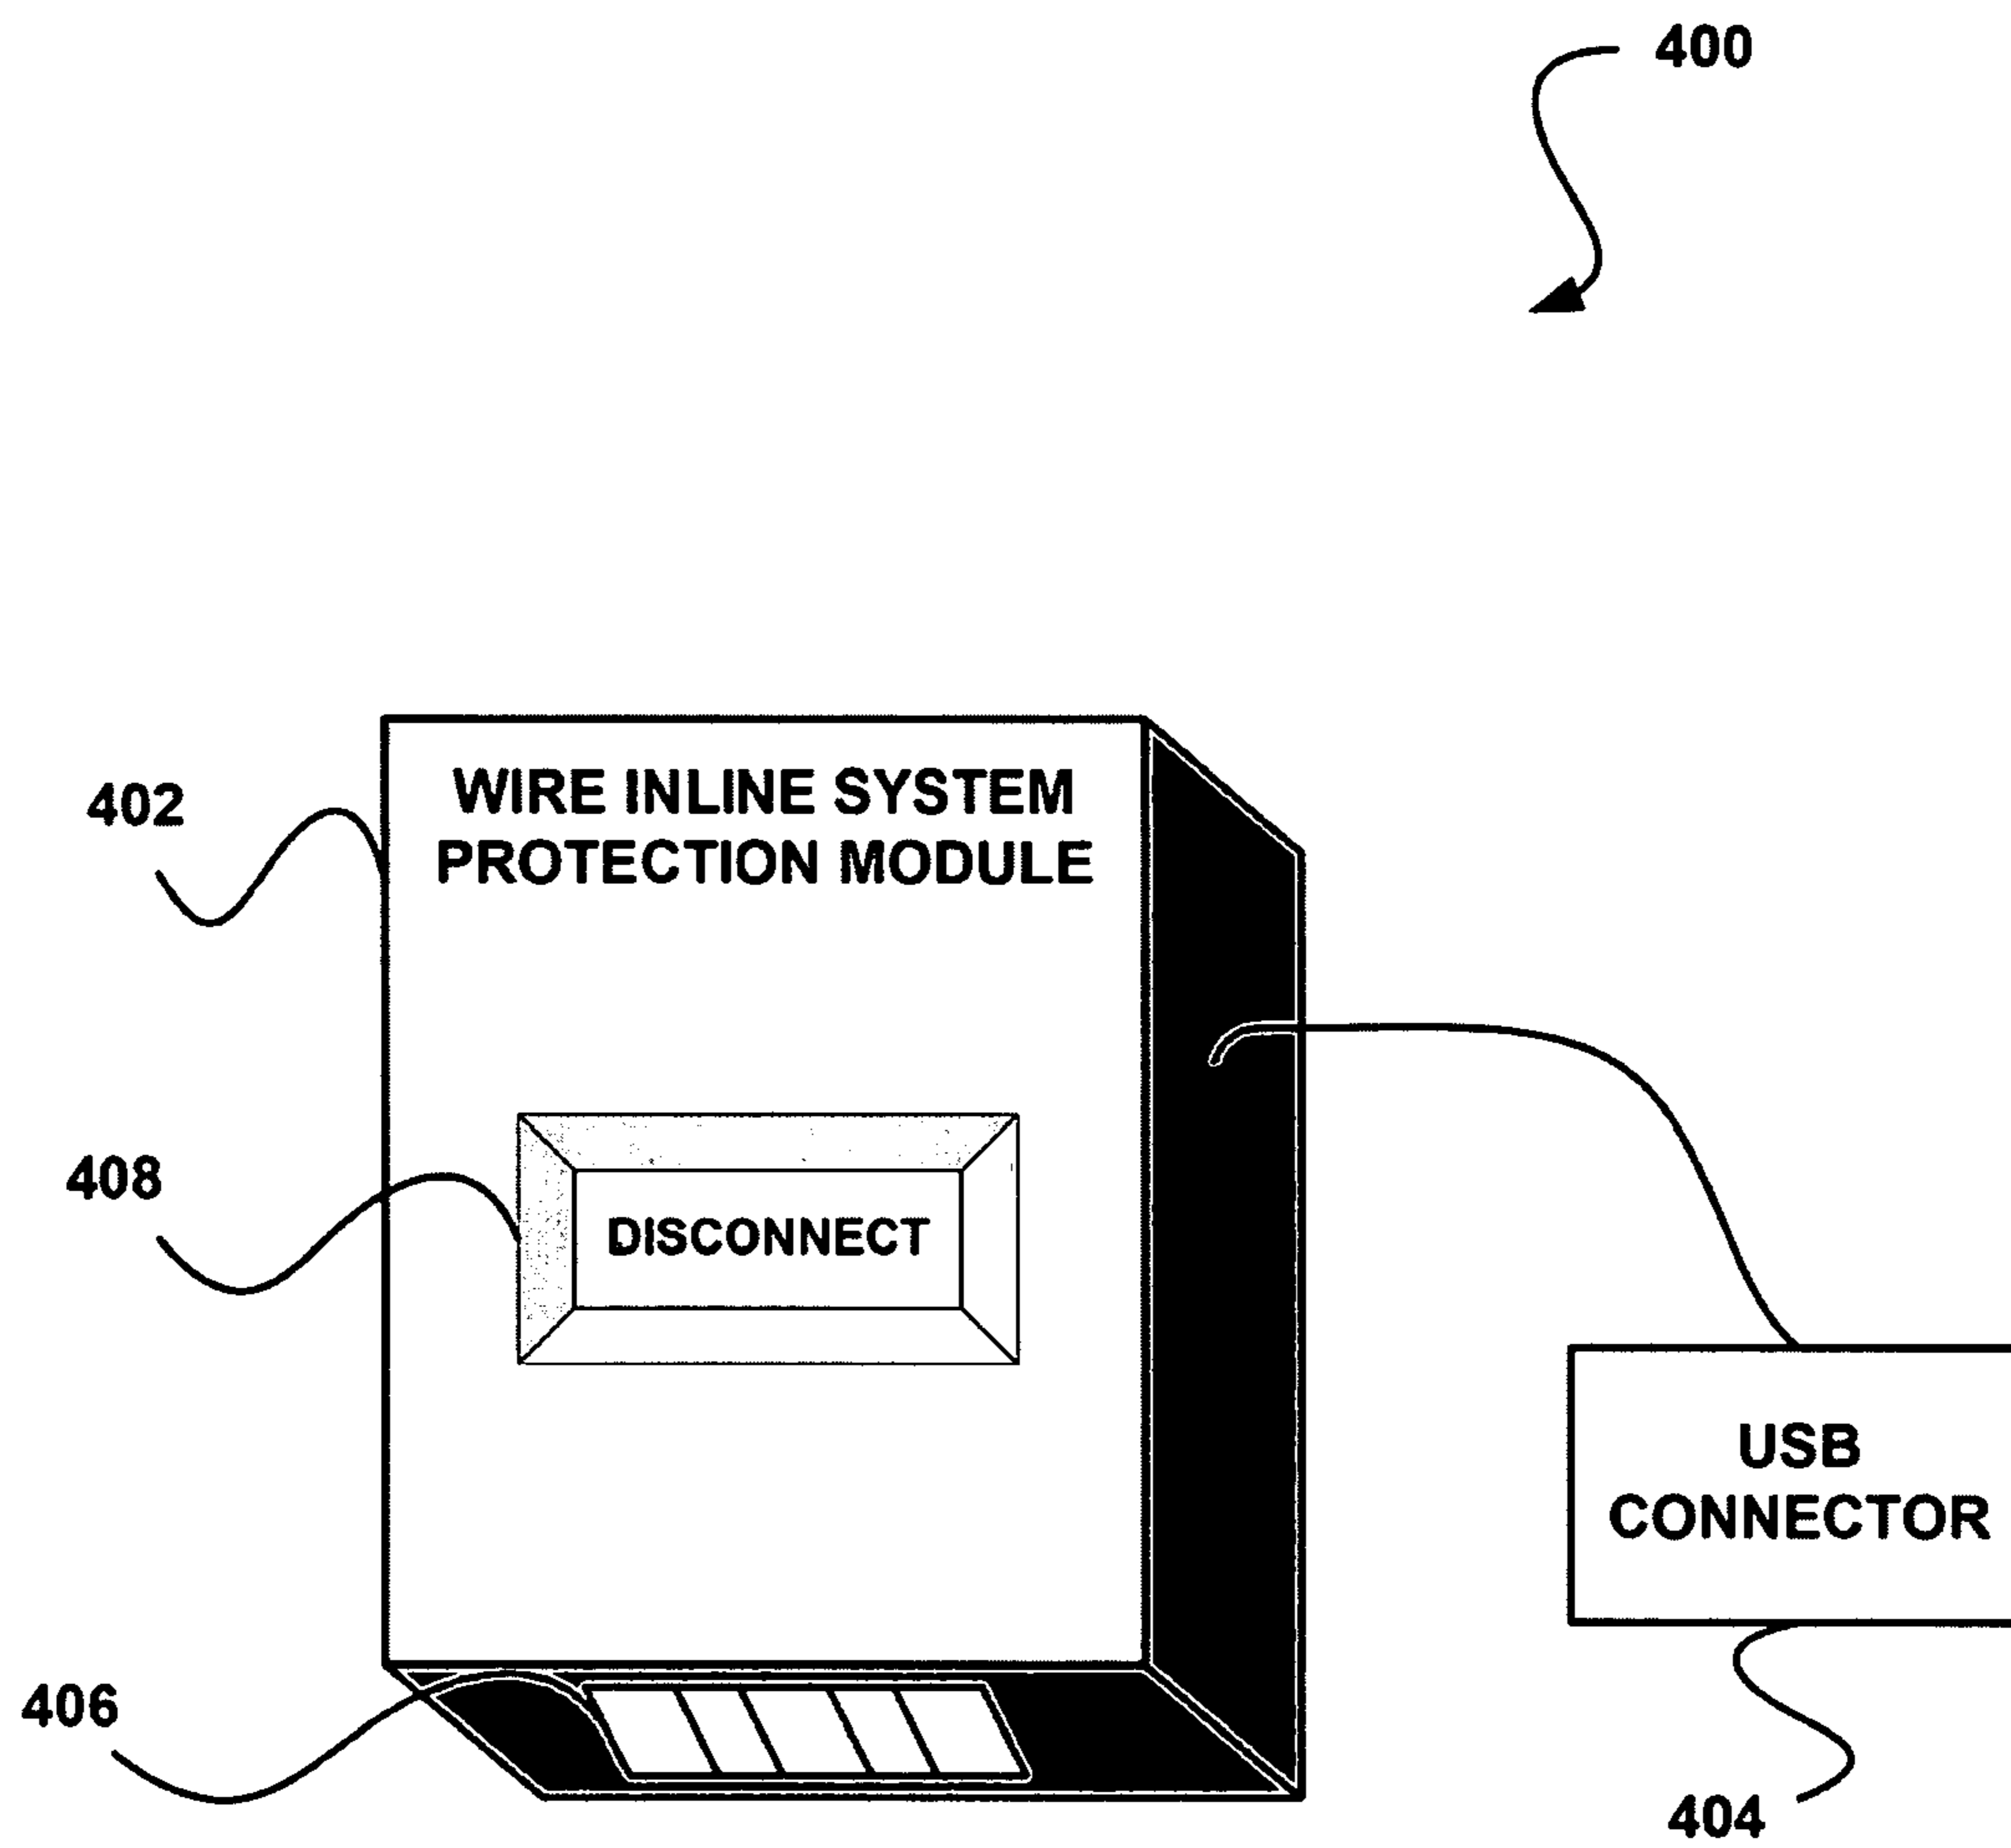 400
402
WIRE INLINE SYSTEM
PROTECTION MODULE
408
DISCONNECT
USB
CONNECTOR
406
404